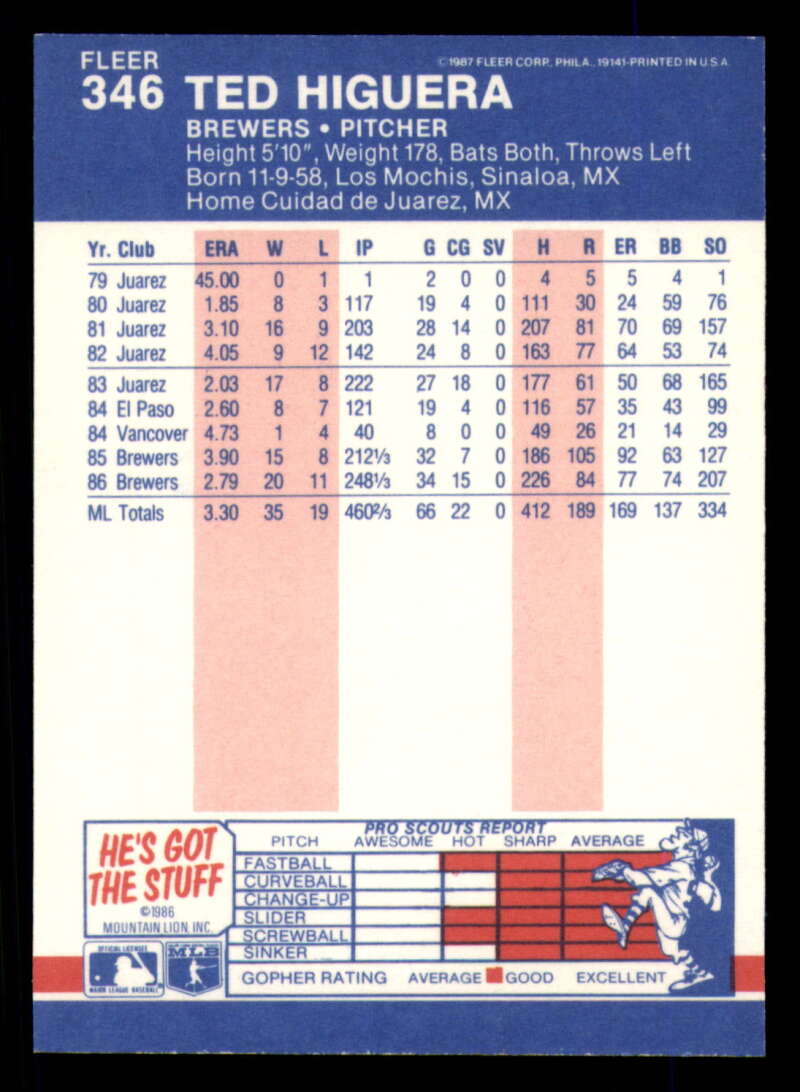 FLEER
346 TED HIGUERA
©1987 FLEER CORP., PHILA., 19141-PRINTED IN U.S.A.
BREWERS • PITCHER
Height 5'10", Weight 178, Bats Both, Throws Left
Born 11-9-58, Los Mochis, Sinaloa, MX
Home Cuidad de Juarez, MX
Yr. Club ERA W L IP G CG SV H R ER BB SO
79 Juarez 45.00 0 1 1 2 0 0 4 5 5 4 1
80 Juarez 1.85 8 3 117 19 4 0 111 30 24 59 76
81 Juarez 3.10 16 9 203 28 14 0 207 81 70 69 157
82 Juarez 4.05 9 12 142 24 8 0 163 77 64 53 74
83 Juarez 2.03 17 8 222 27 18 0 177 61 50 68 165
84 El Paso 2.60 8 7 121 19 4 0 116 57 35 43 99
84 Vancover 4.73 1 4 40 8 0 0 49 26 21 14 29
85 Brewers 3.90 15 8 212⅓ 32 7 0 186 105 92 63 127
86 Brewers 2.79 20 11 248⅓ 34 15 0 226 84 77 74 207
ML Totals 3.30 35 19 460⅔ 66 22 0 412 189 169 137 334
HE'S GOT
THE STUFF
©1986
MOUNTAIN LION, INC.
OFFICIAL LICENSEE
MAJOR LEAGUE BASEBALL
MLB
PRO SCOUTS REPORT
PITCH AWESOME HOT SHARP AVERAGE
FASTBALL
CURVEBALL
CHANGE-UP
SLIDER
SCREWBALL
SINKER
GOPHER RATING AVERAGE GOOD EXCELLENT